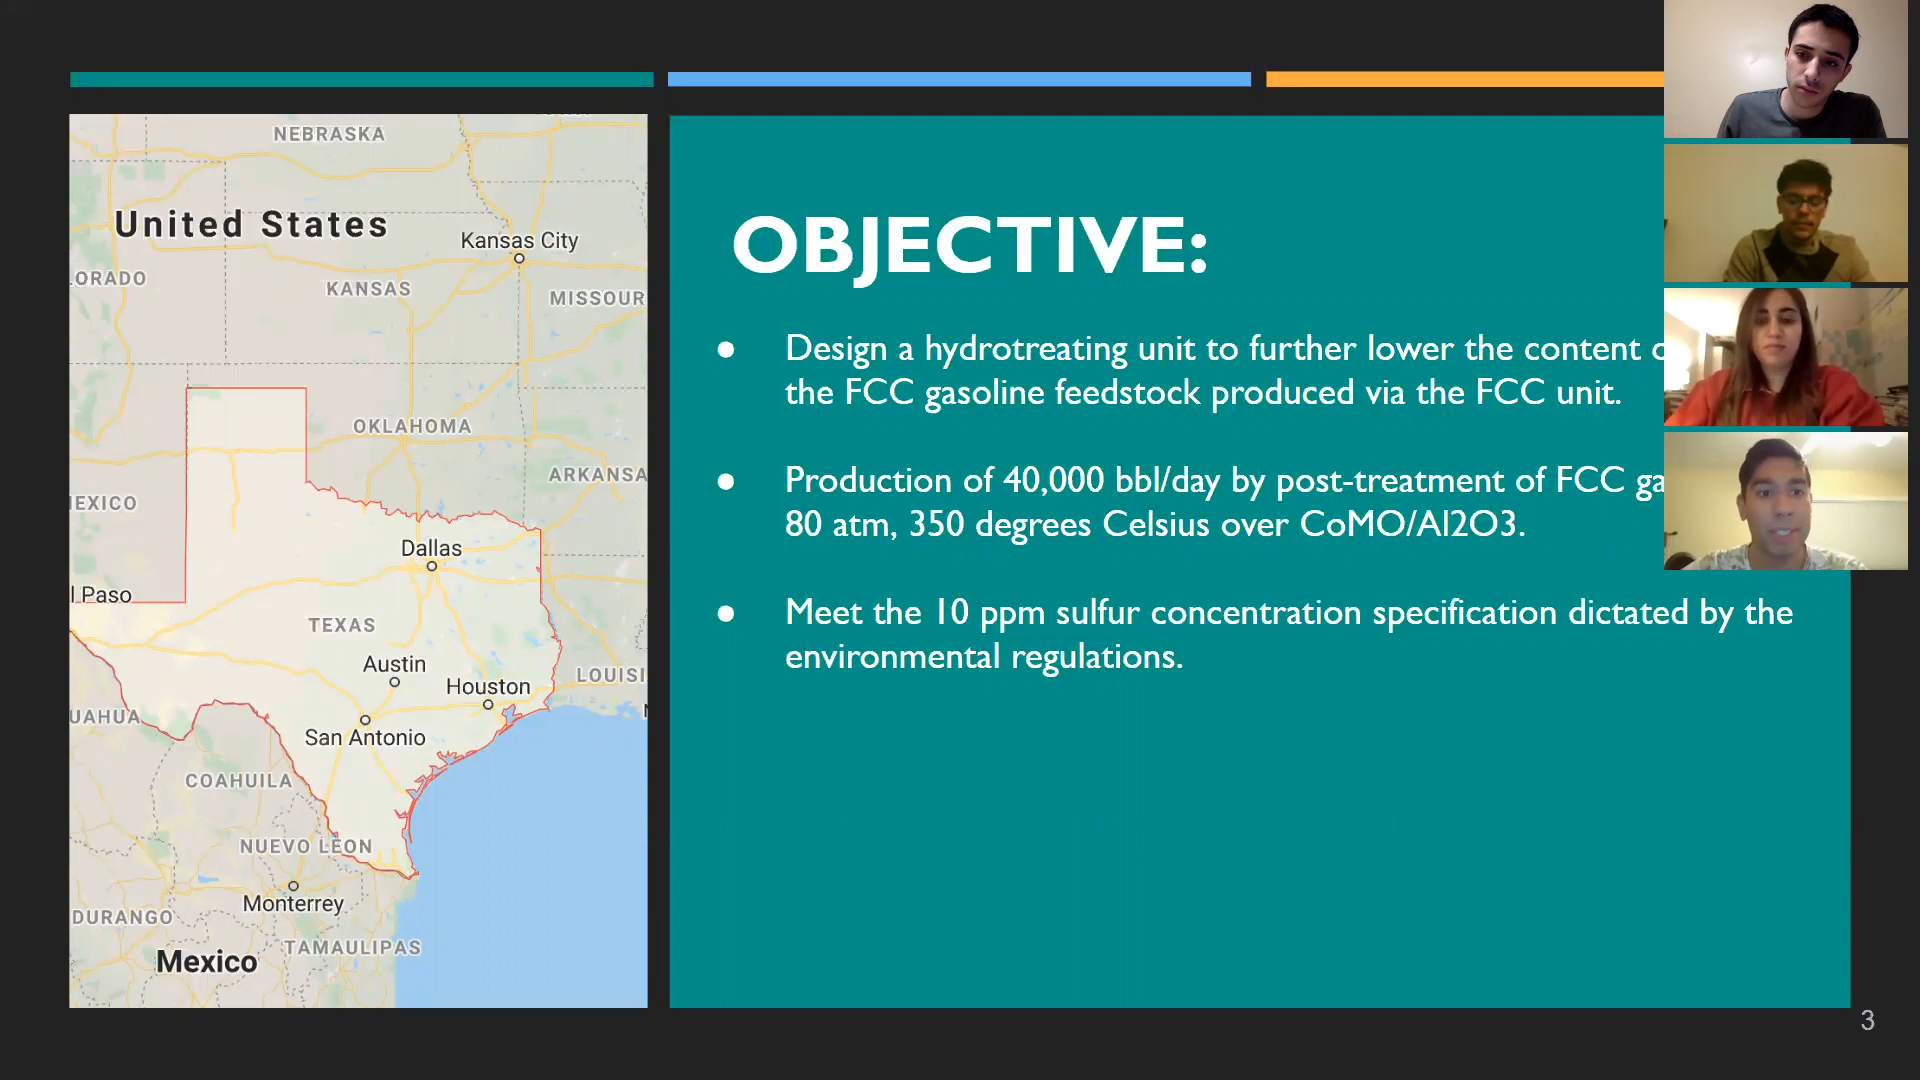 NEBRASKA
United States
Kansas City
ORADO
KANSAS
MISSOUR
OKLAHOMA
ARKANSA
EXICO
Dallas
l Paso
TEXAS
Austin
Houston
LOUISI
UAHUA
San Antonio
COAHUILA
NUEVO LEON
Monterrey
DURANGO
TAMAULIPAS
Mexico
OBJECTIVE:
● Design a hydrotreating unit to further lower the content
the FCC gasoline feedstock produced via the FCC unit.
● Production of 40,000 bbl/day by post-treatment of FCC ga
80 atm, 350 degrees Celsius over CoMO/Al2O3.
● Meet the 10 ppm sulfur concentration specification dictated by the
environmental regulations.
3